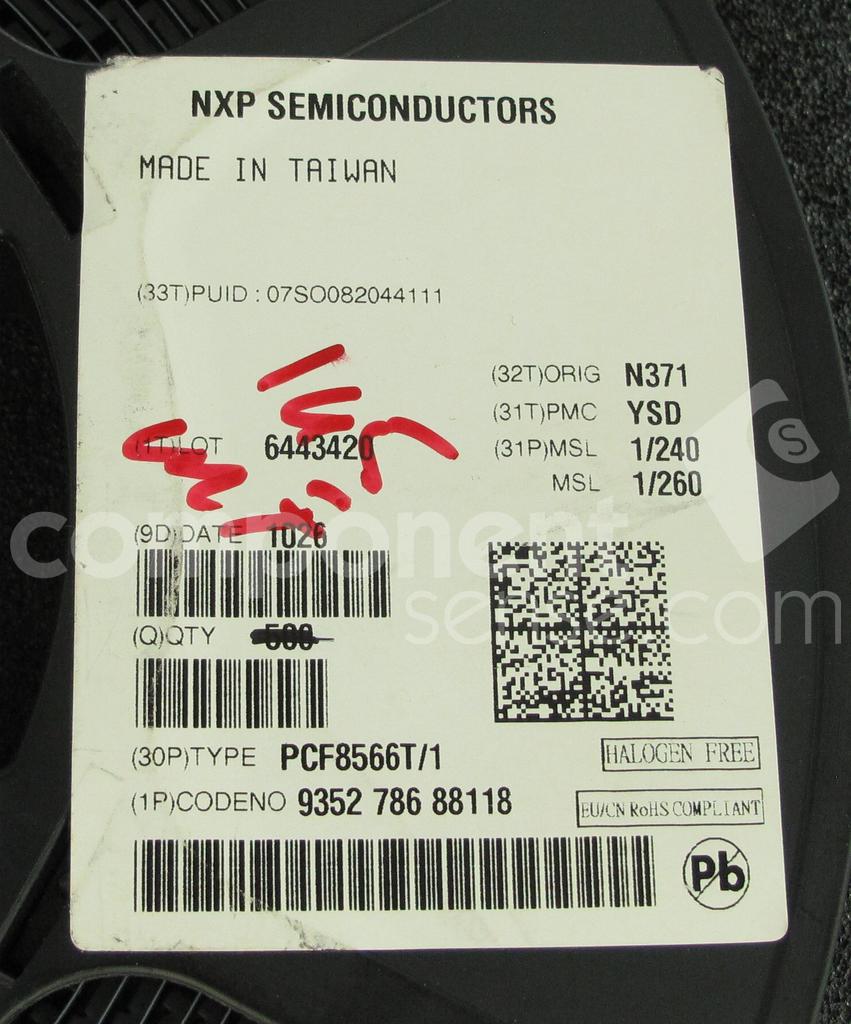 NXP SEMICONDUCTORS
MADE IN TAIWAN
(33T)PUID : 07SO082044111
(32T)ORIG N371
(31T)PMC YSD
(1T)LOT 6443420
(31P)MSL 1/240
MSL 1/260
(9D)DATE 1026
component
sense.com
(Q)QTY 500
(30P)TYPE PCF8566T/1
HALOGEN FREE
(1P)CODENO 9352 786 88118
EU/CN RoHS COMPLIANT
Pb